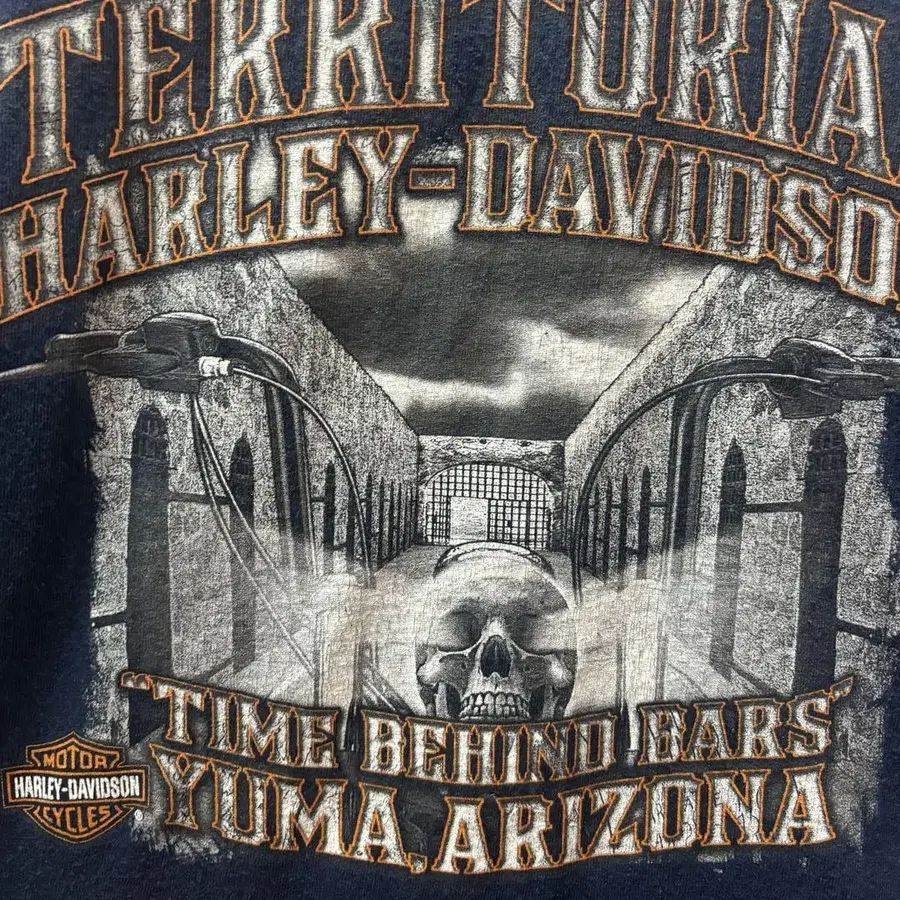 TERRITORIA
HARLEY-DAVIDSO
"TIME BEHIND BARS"
YUMA, ARIZONA
MOTOR
HARLEY-DAVIDSON
CYCLES
®